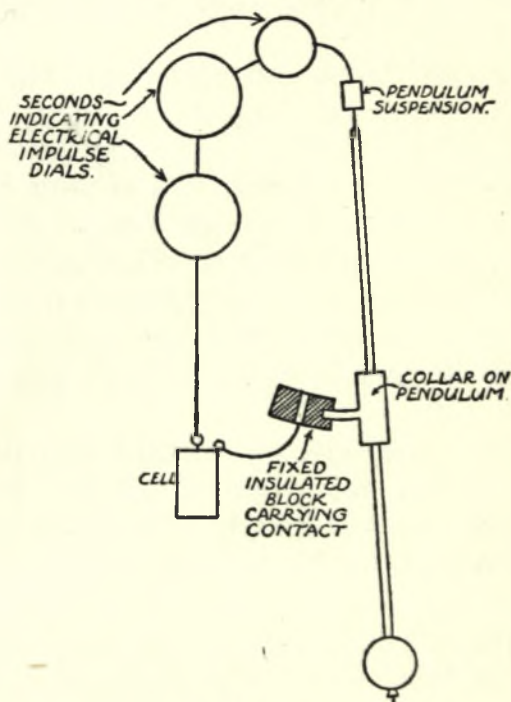 SECONDS
INDICATING
ELECTRICAL
IMPULSE
DIALS.
PENDULUM
SUSPENSION.
COLLAR ON
PENDULUM.
CELL
FIXED
INSULATED
BLOCK
CARRYING
CONTACT